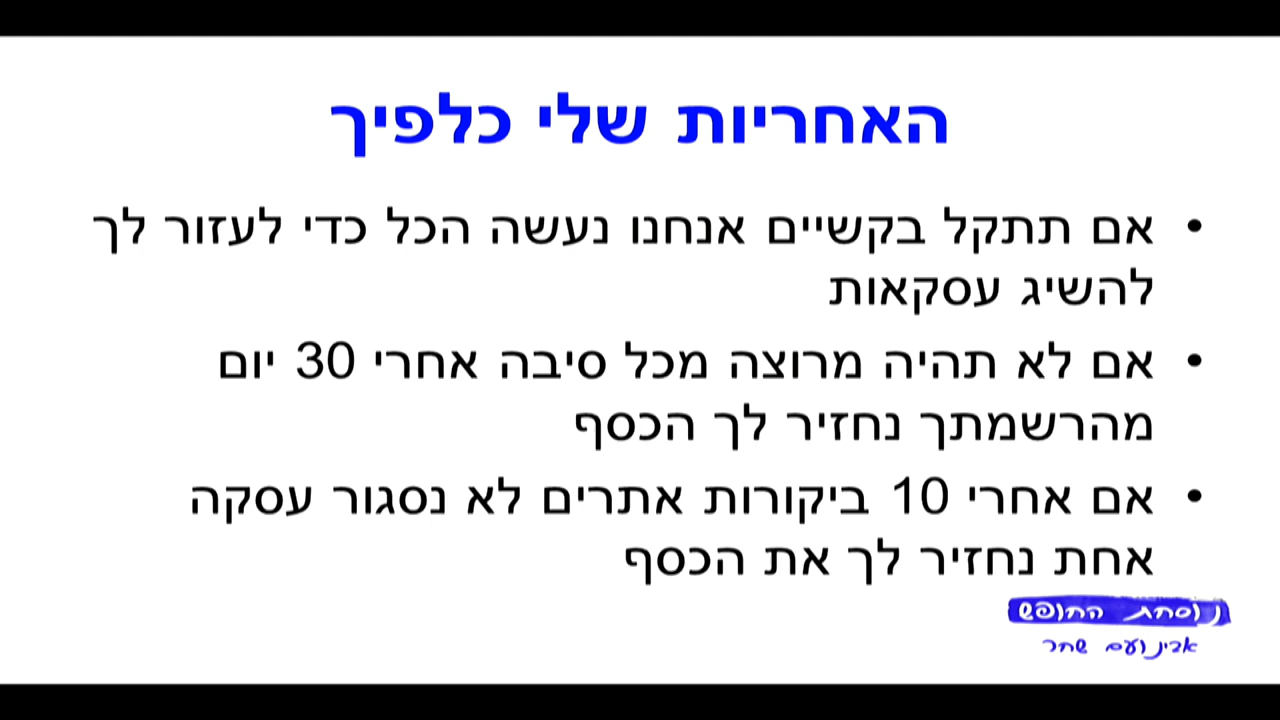 האחריות שלי כלפיך
• אם תתקל בקשיים אנחנו נעשה הכל כדי לעזור לך
להשיג עסקאות
• אם לא תהיה מרוצה מכל סיבה אחרי 30 יום
מהרשמתך נחזיר לך הכסף
• אם אחרי 10 ביקורות אתרים לא נסגור עסקה
אחת נחזיר לך את הכסף
נוסחת החופש
אבינועם שחר